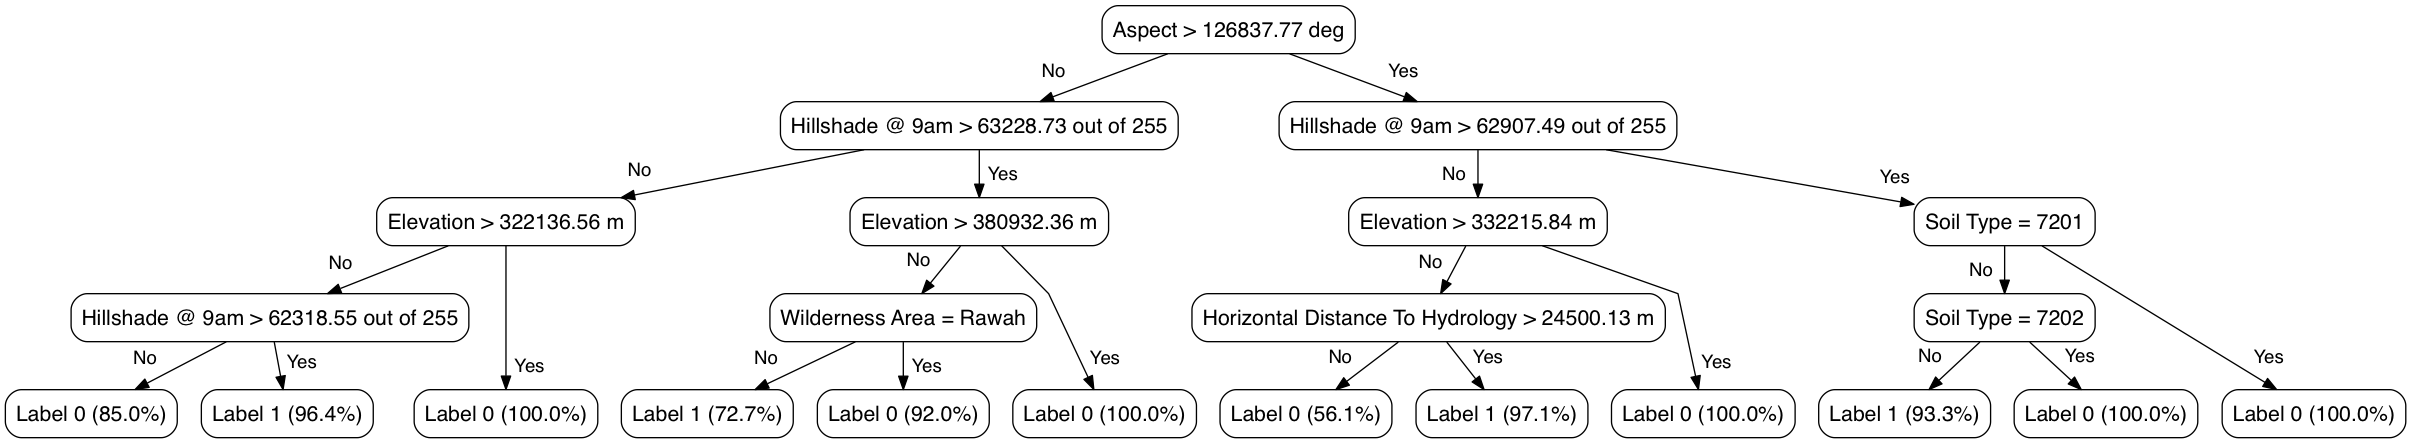 Aspect > 126837.77 deg
No
Yes
Hillshade @ 9am > 63228.73 out of 255
Hillshade @ 9am > 62907.49 out of 255
No
Yes
No
Yes
Elevation > 322136.56 m
Elevation > 380932.36 m
Elevation > 332215.84 m
Soil Type = 7201
No
No
No
No
Hillshade @ 9am > 62318.55 out of 255
Wilderness Area = Rawah
Horizontal Distance To Hydrology > 24500.13 m
Soil Type = 7202
No
Yes
Yes
No
Yes
Yes
No
Yes
Yes
No
Yes
Yes
Label 0 (85.0%)
Label 1 (96.4%)
Label 0 (100.0%)
Label 1 (72.7%)
Label 0 (92.0%)
Label 0 (100.0%)
Label 0 (56.1%)
Label 1 (97.1%)
Label 0 (100.0%)
Label 1 (93.3%)
Label 0 (100.0%)
Label 0 (100.0%)